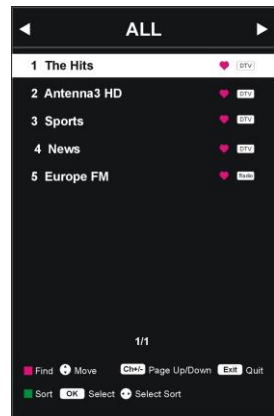 ALL
1 The Hits DTV
2 Antenna3 HD DTV
3 Sports DTV
4 News DTV
5 Europe FM Radio
1/1
Find Move Ch+/- Page Up/Down Exit Quit
Sort OK Select Select Sort